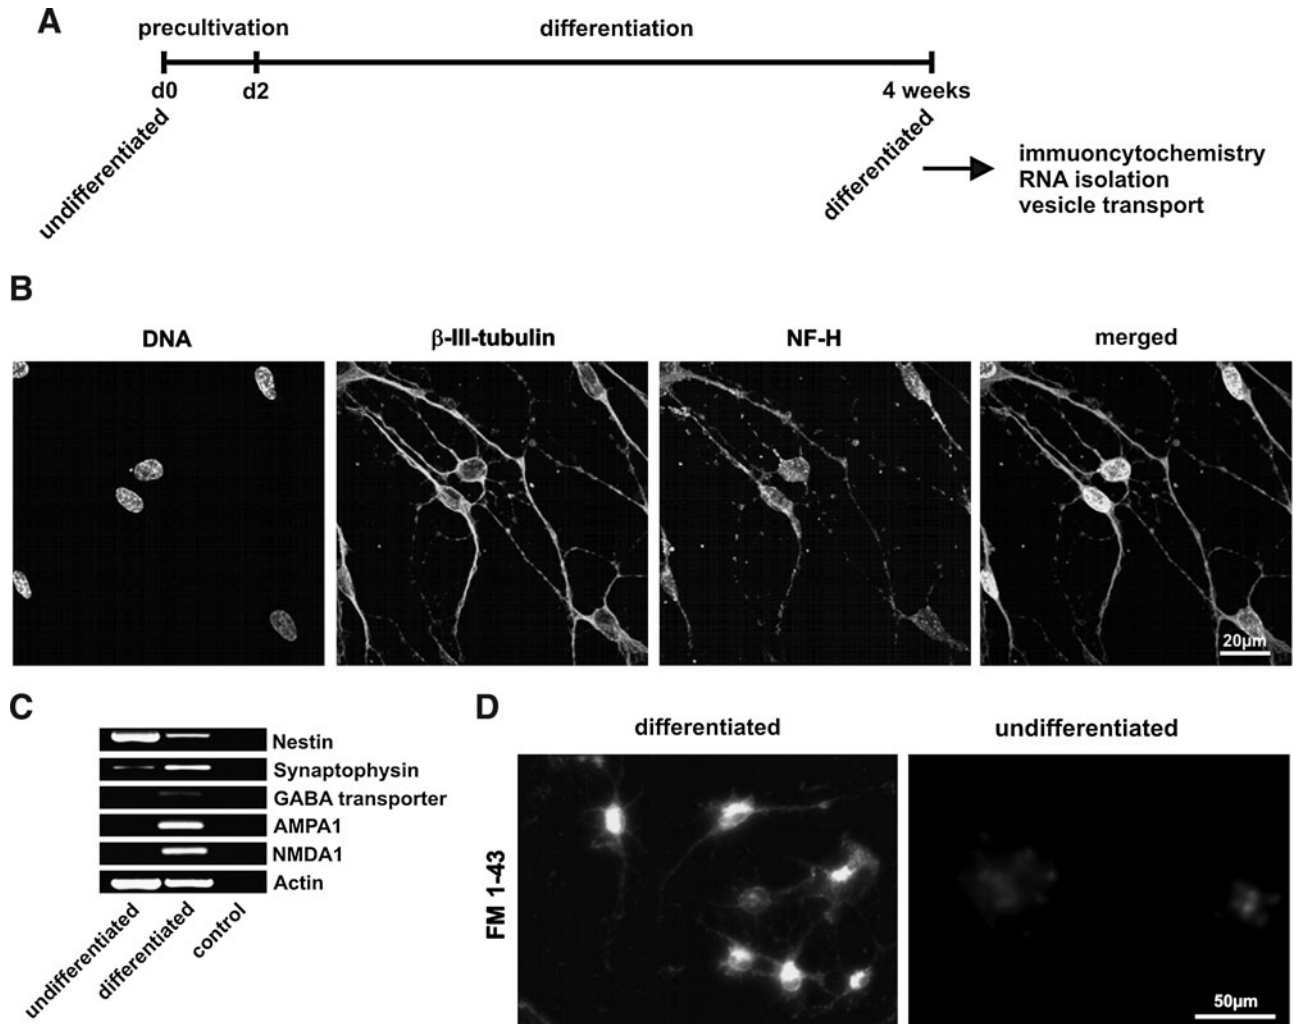 A
precultivation
differentiation
d0
d2
4 weeks
undifferentiated
differentiated
immuoncytochemistry
RNA isolation
vesicle transport
B
DNA
β-III-tubulin
NF-H
merged
20µm
C
Nestin
Synaptophysin
GABA transporter
AMPA1
NMDA1
Actin
undifferentiated
differentiated
control
D
differentiated
undifferentiated
FM 1-43
50µm